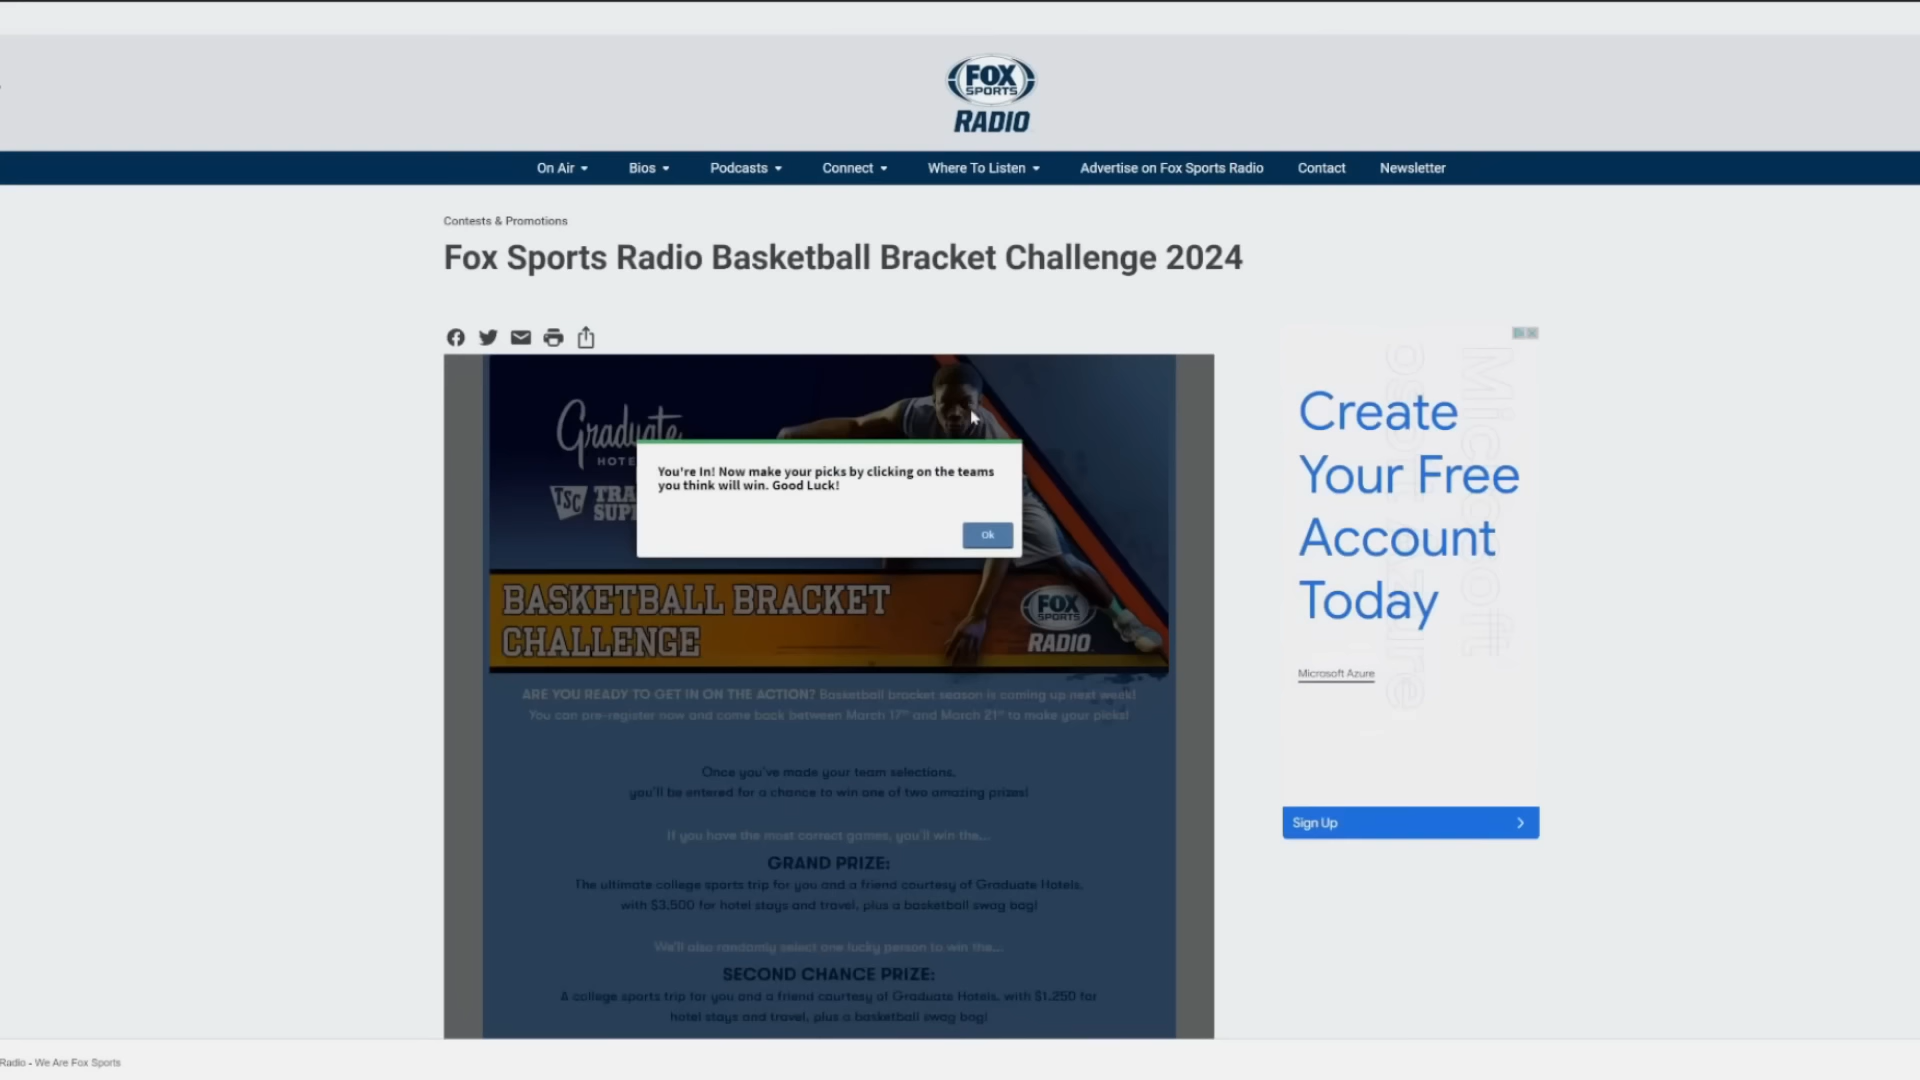 FOX
SPORTS
RADIO
On Air
Bios
Podcasts
Connect
Where To Listen
Advertise on Fox Sports Radio
Contact
Newsletter
Contests & Promotions
Fox Sports Radio Basketball Bracket Challenge 2024
Graduate
HOTE
TSC
TRA
SUP
You're In! Now make your picks by clicking on the teams
you think will win. Good Luck!
Ok
BASKETBALL BRACKET
CHALLENGE
FOX
SPORTS
RADIO
ARE YOU READY TO GET IN ON THE ACTION? Basketball bracket season is coming up next week!
You can pre-register now and come back between March 17th and March 21st to make your picks!
Once you've made your team selections,
you'll be entered for a chance to win one of two amazing prizes!
If you have the most correct games, you'll win the...
GRAND PRIZE:
The ultimate college sports trip for you and a friend courtesy of Graduate Hotels,
with $3,500 for hotel stays and travel, plus a basketball swag bag!
We'll also randomly select one lucky person to win the...
SECOND CHANCE PRIZE:
A college sports trip for you and a friend courtesy of Graduate Hotels, with $1,250 for
hotel stays and travel, plus a basketball swag bag!
Create
Your Free
Account
Today
Microsoft Azure
Sign Up
Radio - We Are Fox Sports